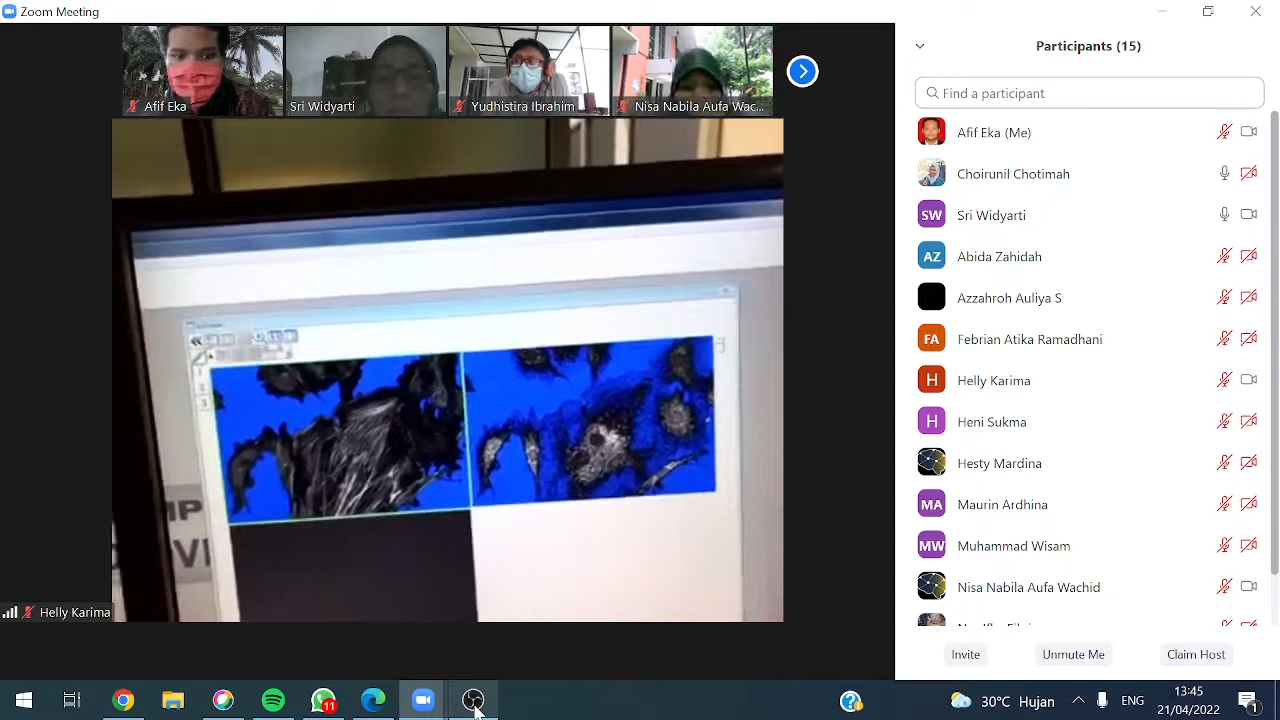 Zoom Meeting
Afif Eka
Sri Widyarti
Yudhistira Ibrahim
Nisa Nabila Aufa Wac...
Participants (15)
Find a participant
Afif Eka (Me)
Choirunil Chotimah
SW Sri Widyarti
AZ Abida Zahidah
Azzahroh Auliya S
FA Febrian Atika Ramadhani
H Helly Karima
H Heni Sukma
Hesty Mardina
MA Maurin Ardhina
MW Muhammad Wisam
Nisa Nabila Aufa Wachid
Helly Karima
Invite
Unmute Me
Claim Host
11
30°C Hujan
ENG
13:45
21/04/2022
1